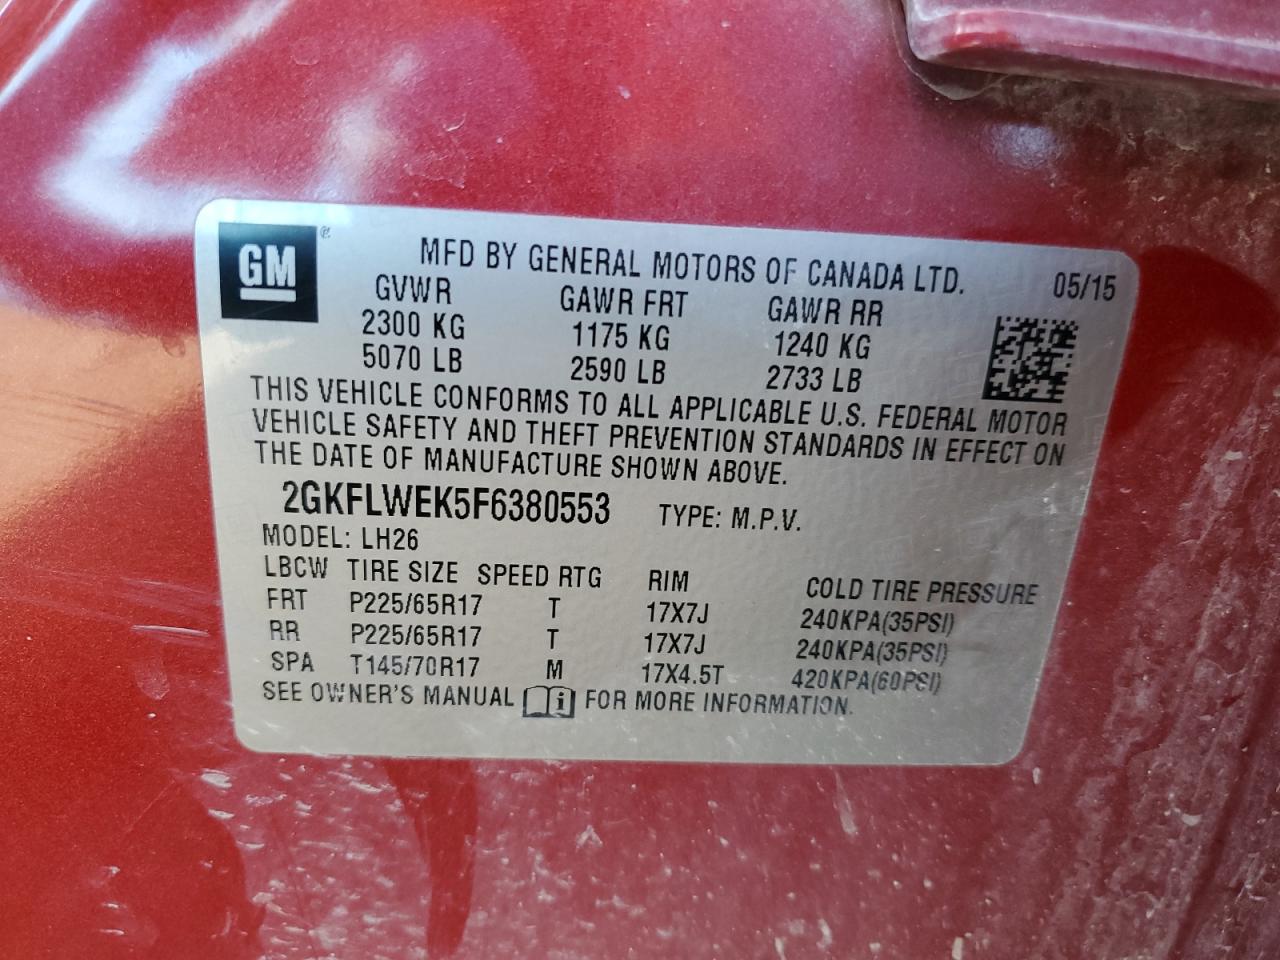 GM ®
MFD BY GENERAL MOTORS OF CANADA LTD. 05/15
GVWR GAWR FRT GAWR RR
2300 KG 1175 KG 1240 KG
5070 LB 2590 LB 2733 LB
THIS VEHICLE CONFORMS TO ALL APPLICABLE U.S. FEDERAL MOTOR
VEHICLE SAFETY AND THEFT PREVENTION STANDARDS IN EFFECT ON
THE DATE OF MANUFACTURE SHOWN ABOVE.
2GKFLWEK5F6380553 TYPE: M.P.V.
MODEL: LH26
LBCW TIRE SIZE SPEED RTG RIM COLD TIRE PRESSURE
FRT P225/65R17 T 17X7J 240KPA(35PSI)
RR P225/65R17 T 17X7J 240KPA(35PSI)
SPA T145/70R17 M 17X4.5T 420KPA(60PSI)
SEE OWNER'S MANUAL i FOR MORE INFORMATION.